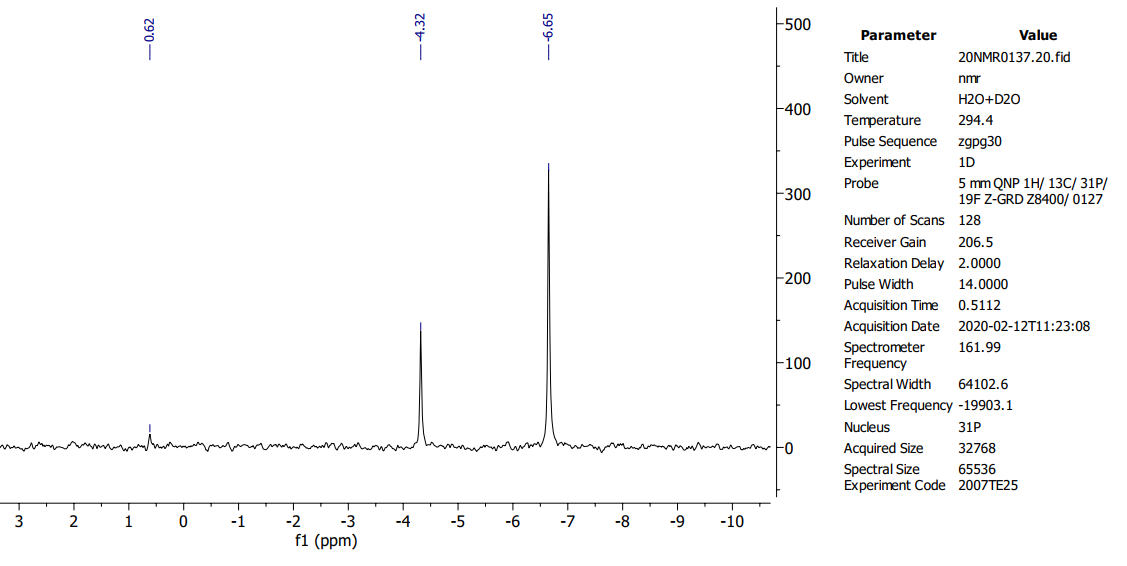 0.62
-4.32
-6.65
500
400
300
200
100
0
3 2 1 0 -1 -2 -3 -4 -5 -6 -7 -8 -9 -10
f1 (ppm)
Parameter Value
Title 20NMR0137.20.fid
Owner nmr
Solvent H2O+D2O
Temperature 294.4
Pulse Sequence zgpg30
Experiment 1D
Probe 5 mm QNP 1H/ 13C/ 31P/
19F Z-GRD Z8400/ 0127
Number of Scans 128
Receiver Gain 206.5
Relaxation Delay 2.0000
Pulse Width 14.0000
Acquisition Time 0.5112
Acquisition Date 2020-02-12T11:23:08
Spectrometer 161.99
Frequency
Spectral Width 64102.6
Lowest Frequency -19903.1
Nucleus 31P
Acquired Size 32768
Spectral Size 65536
Experiment Code 2007TE25